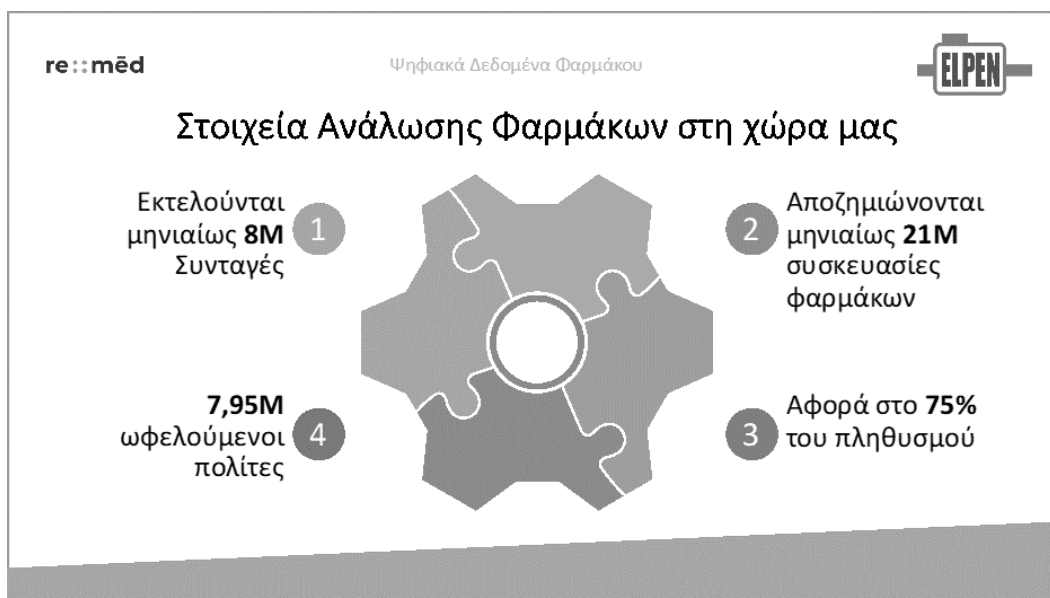 re::mēd
Ψηφιακά Δεδομένα Φαρμάκου
ELPEN
Στοιχεία Ανάλωσης Φαρμάκων στη χώρα μας
Εκτελούνται
μηνιαίως 8M
Συνταγές
1
2
Αποζημιώνονται
μηνιαίως 21M
συσκευασίες
φαρμάκων
7,95M
ωφελούμενοι
πολίτες
4
3
Αφορά στο 75%
του πληθυσμού